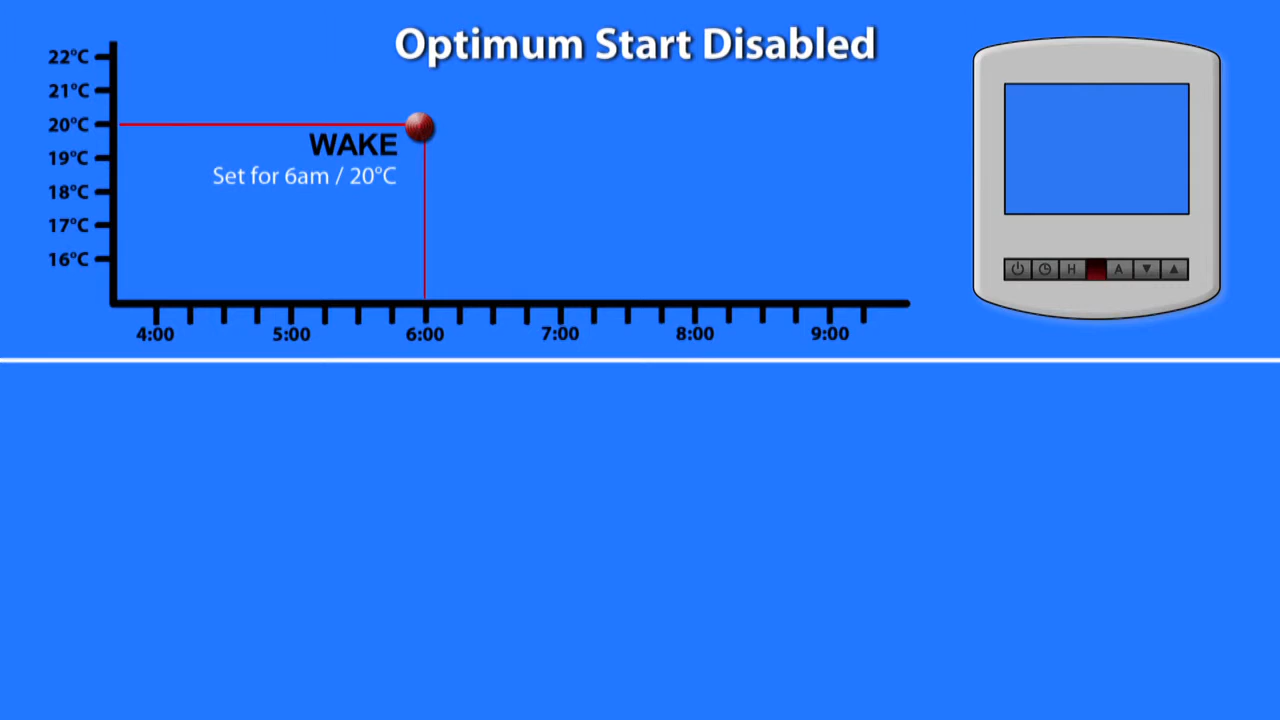 Optimum Start Disabled
22°C
21°C
20°C
19°C
18°C
17°C
16°C
WAKE
Set for 6am / 20°C
4:00 5:00 6:00 7:00 8:00 9:00
H A